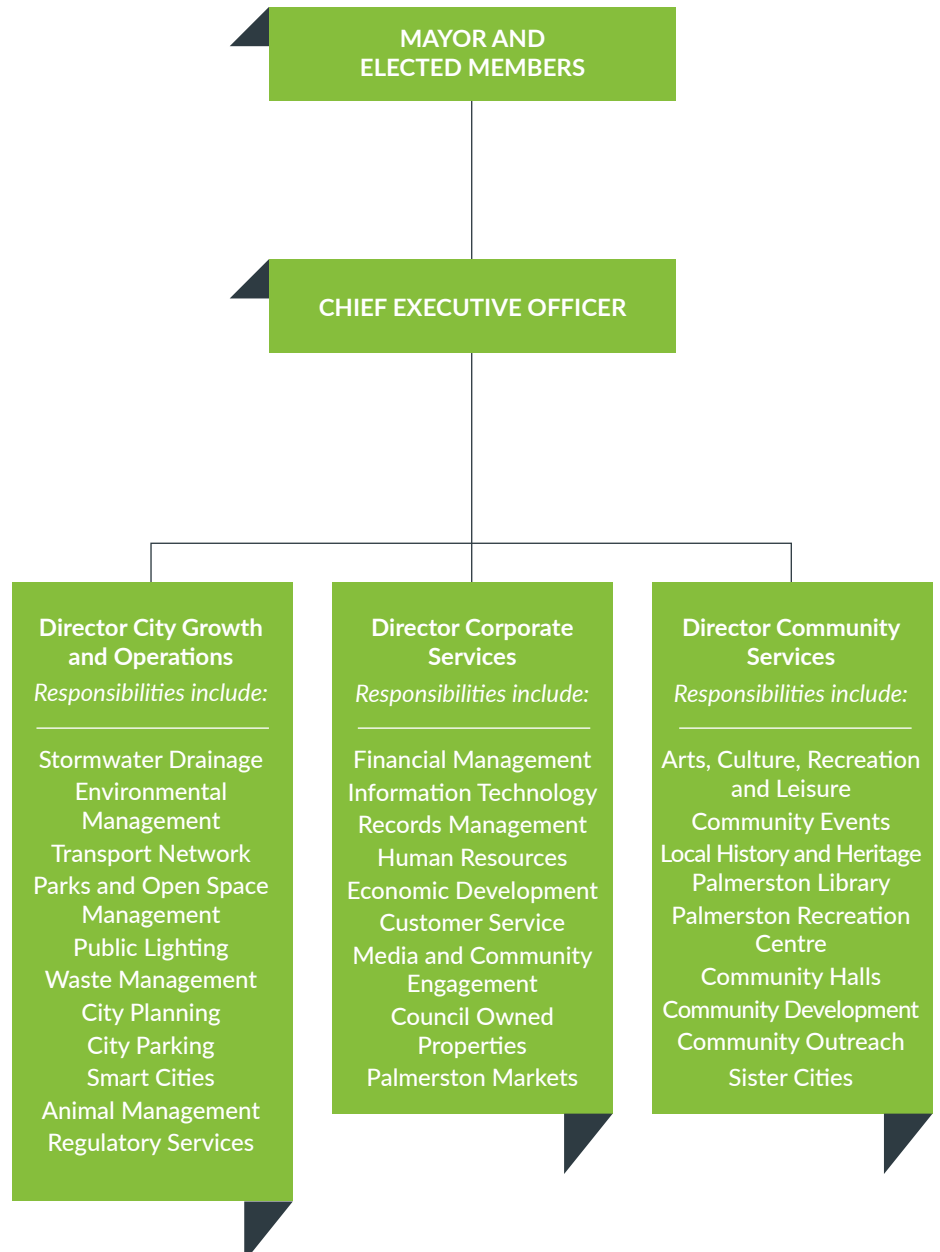 MAYOR AND
ELECTED MEMBERS
CHIEF EXECUTIVE OFFICER
Director City Growth
and Operations
Responsibilities include:
Stormwater Drainage
Environmental
Management
Transport Network
Parks and Open Space
Management
Public Lighting
Waste Management
City Planning
City Parking
Smart Cities
Animal Management
Regulatory Services
Director Corporate
Services
Responsibilities include:
Financial Management
Information Technology
Records Management
Human Resources
Economic Development
Customer Service
Media and Community
Engagement
Council Owned
Properties
Palmerston Markets
Director Community
Services
Responsibilities include:
Arts, Culture, Recreation
and Leisure
Community Events
Local History and Heritage
Palmerston Library
Palmerston Recreation
Centre
Community Halls
Community Development
Community Outreach
Sister Cities